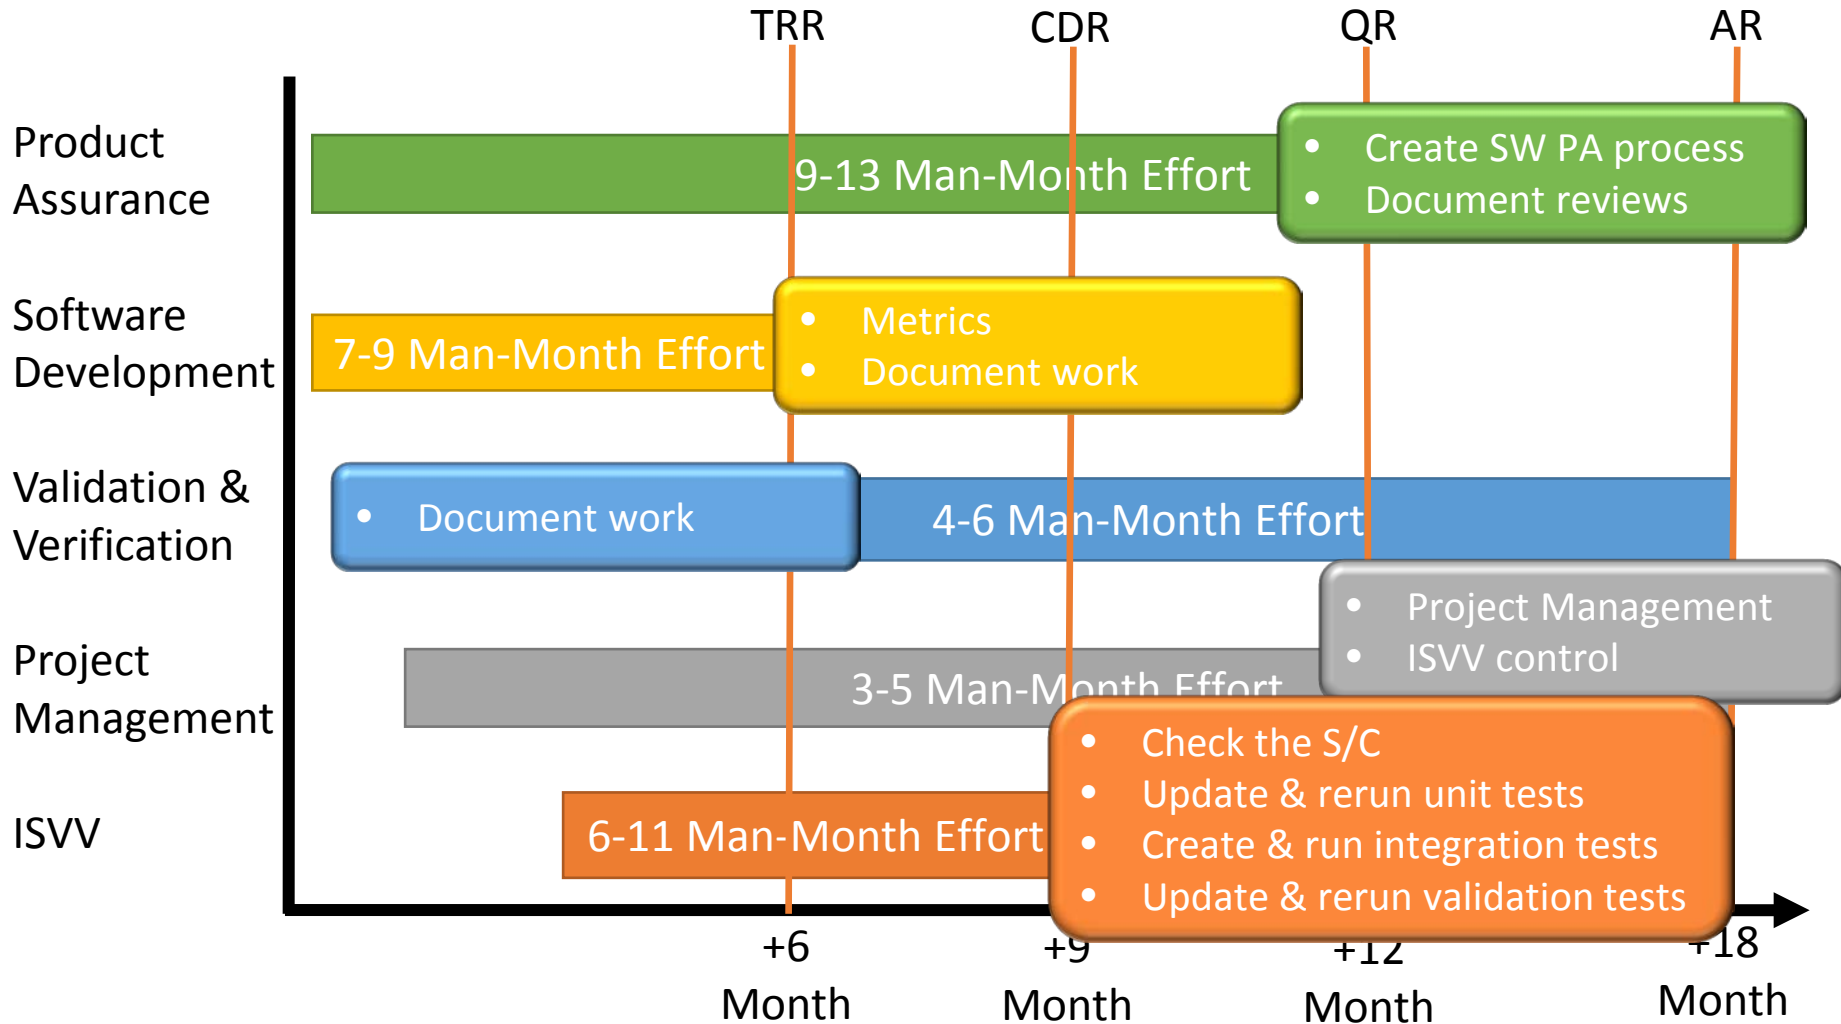 TRR
CDR
QR
AR
Product
Assurance
9-13 Man-Month Effort
• Create SW PA process
• Document reviews
Software
Development
7-9 Man-Month Effort
• Metrics
• Document work
Validation &
Verification
• Document work
4-6 Man-Month Effort
Project
Management
3-5 Man-Month Effort
• Project Management
• ISVV control
ISVV
6-11 Man-Month Effort
• Check the S/C
• Update & rerun unit tests
• Create & run integration tests
• Update & rerun validation tests
+6
Month
+9
Month
+12
Month
+18
Month